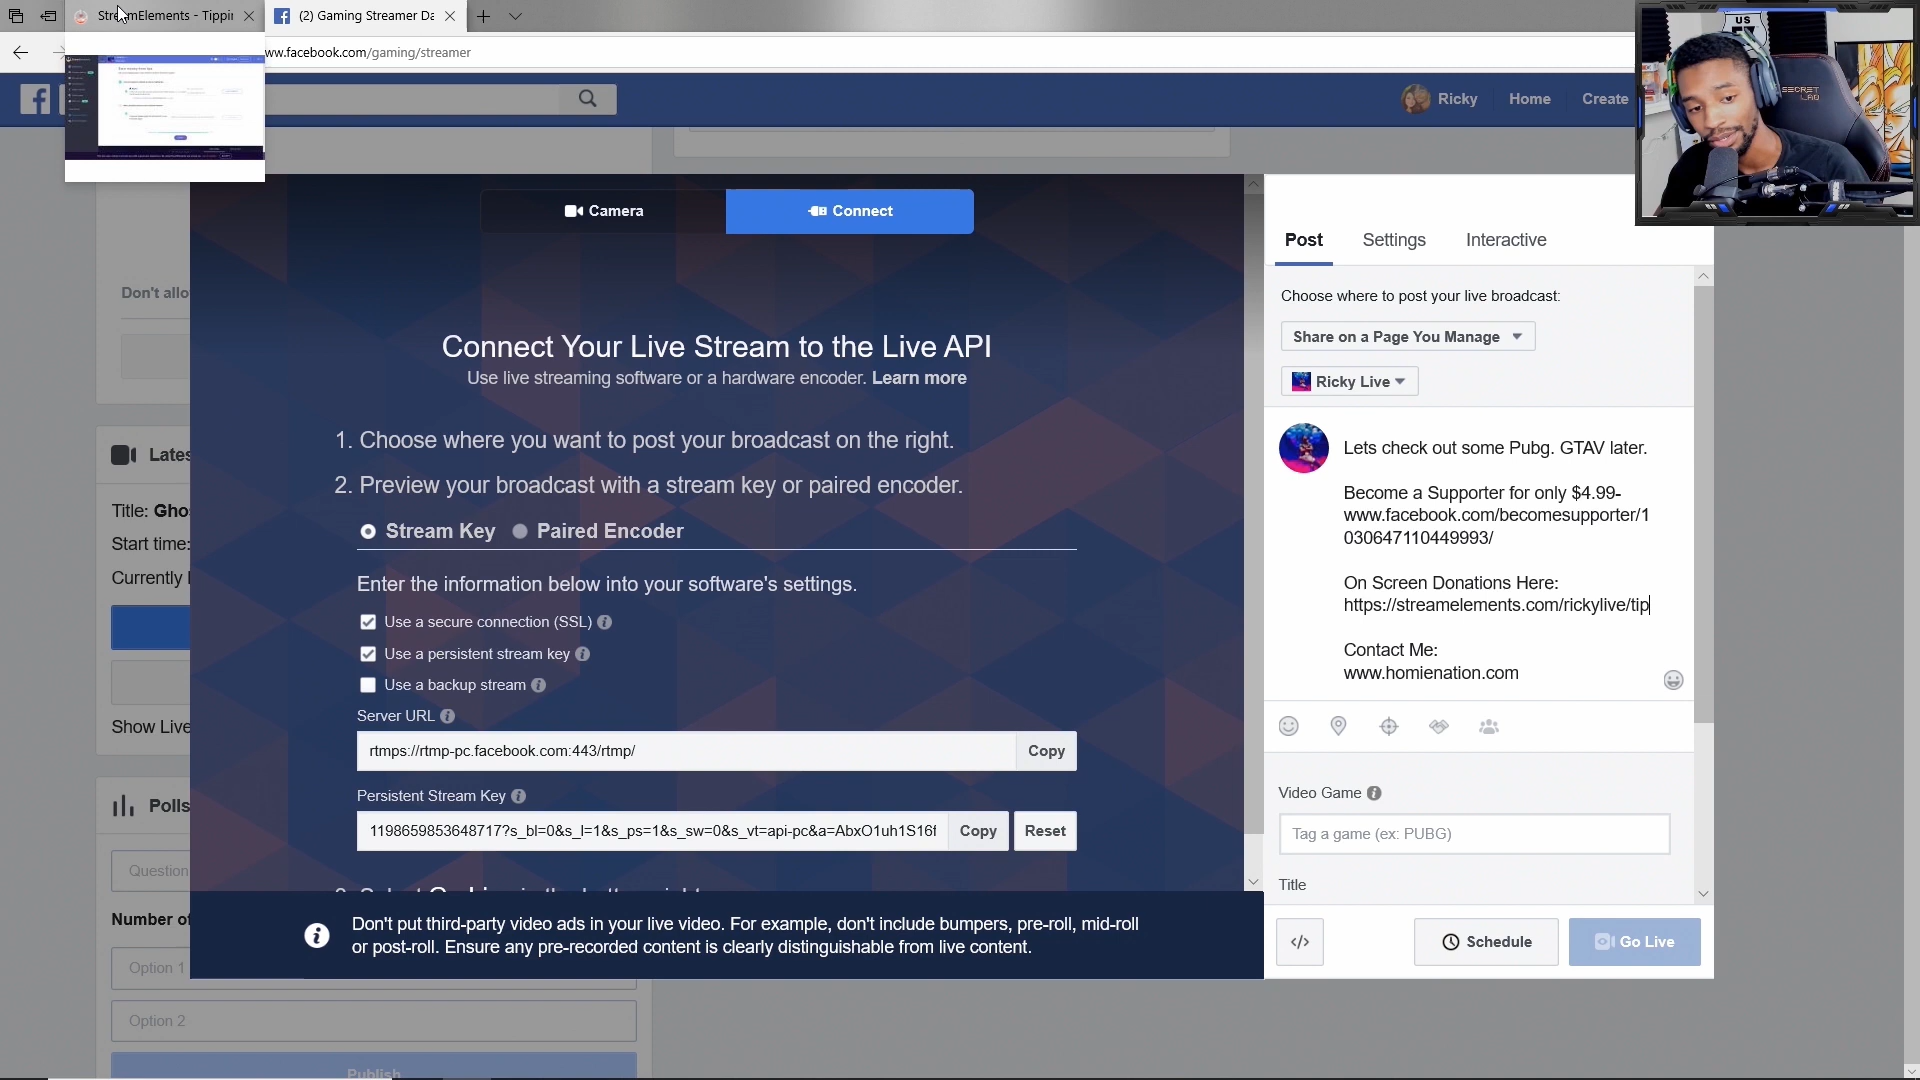 StreamElements - Tippin
(2) Gaming Streamer Da
ww.facebook.com/gaming/streamer
Ricky
Home
Create
US
SECRET
LAB
Camera
Connect
Post
Settings
Interactive
Don't allo
Choose where to post your live broadcast:
Share on a Page You Manage
Ricky Live
Connect Your Live Stream to the Live API
Use live streaming software or a hardware encoder. Learn more
1. Choose where you want to post your broadcast on the right.
2. Preview your broadcast with a stream key or paired encoder.
Stream Key
Paired Encoder
Enter the information below into your software's settings.
Use a secure connection (SSL)
Use a persistent stream key
Use a backup stream
Server URL
rtmps://rtmp-pc.facebook.com:443/rtmp/
Copy
Persistent Stream Key
1198659853648717?s_bl=0&s_l=1&s_ps=1&s_sw=0&s_vt=api-pc&a=AbxO1uh1S16f
Copy
Reset
Don't put third-party video ads in your live video. For example, don't include bumpers, pre-roll, mid-roll
or post-roll. Ensure any pre-recorded content is clearly distinguishable from live content.
Lets check out some Pubg. GTAV later.
Become a Supporter for only $4.99-
www.facebook.com/becomesupporter/1
030647110449993/
On Screen Donations Here:
https://streamelements.com/rickylive/tip
Contact Me:
www.homienation.com
Video Game
Tag a game (ex: PUBG)
Title
Schedule
Go Live
Lates
Title: Gho
Start time:
Currently
Show Live
Polls
Question
Number of
Option 1
Option 2
Publish